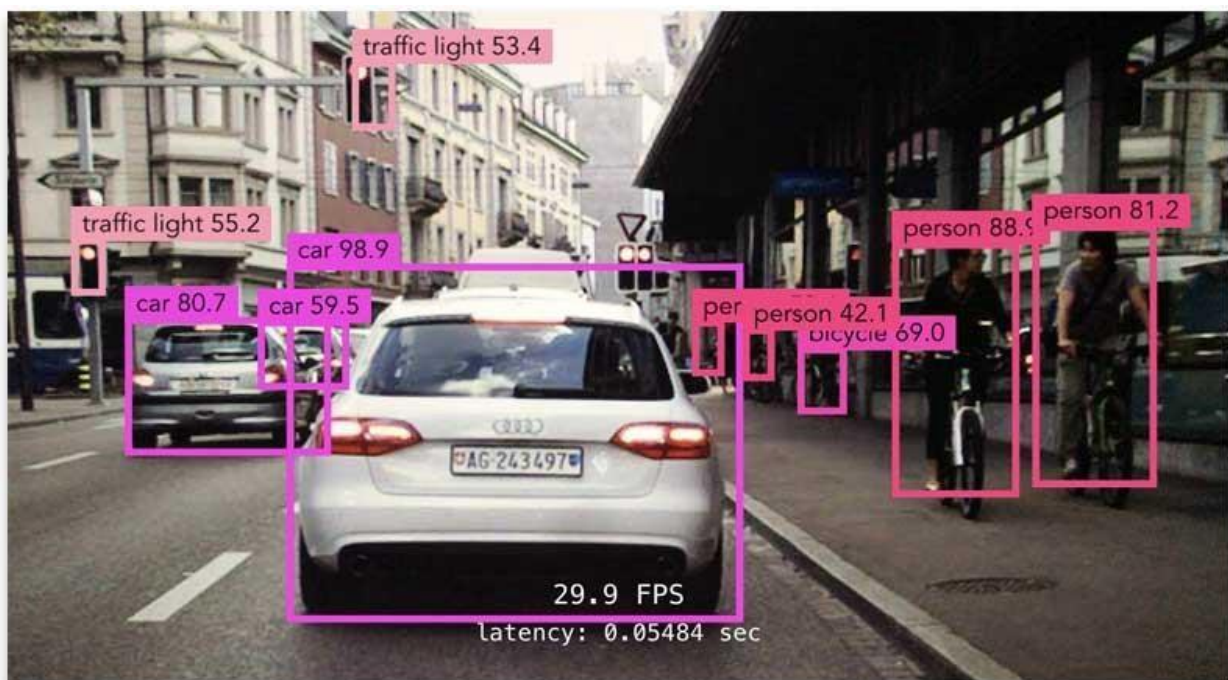 traffic light 53.4
traffic light 55.2
car 98.9
person 88.9
person 81.2
car 80.7
car 59.5
person 42.1
bicycle 69.0
AG·243497
29.9 FPS
latency: 0.05484 sec